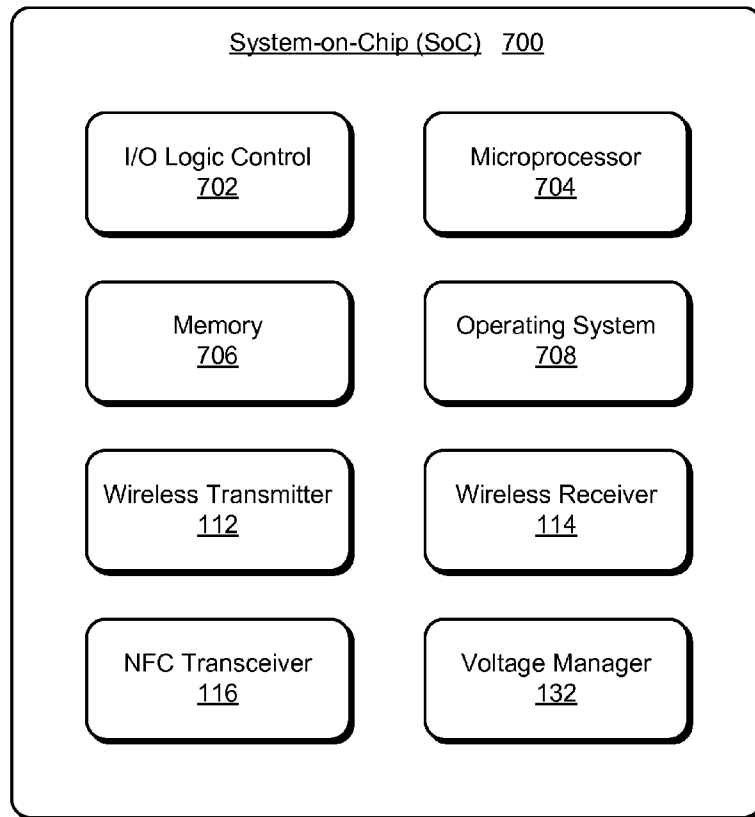 System-on-Chip (SoC) 700
I/O Logic Control
702
Microprocessor
704
Memory
706
Operating System
708
Wireless Transmitter
112
Wireless Receiver
114
NFC Transceiver
116
Voltage Manager
132